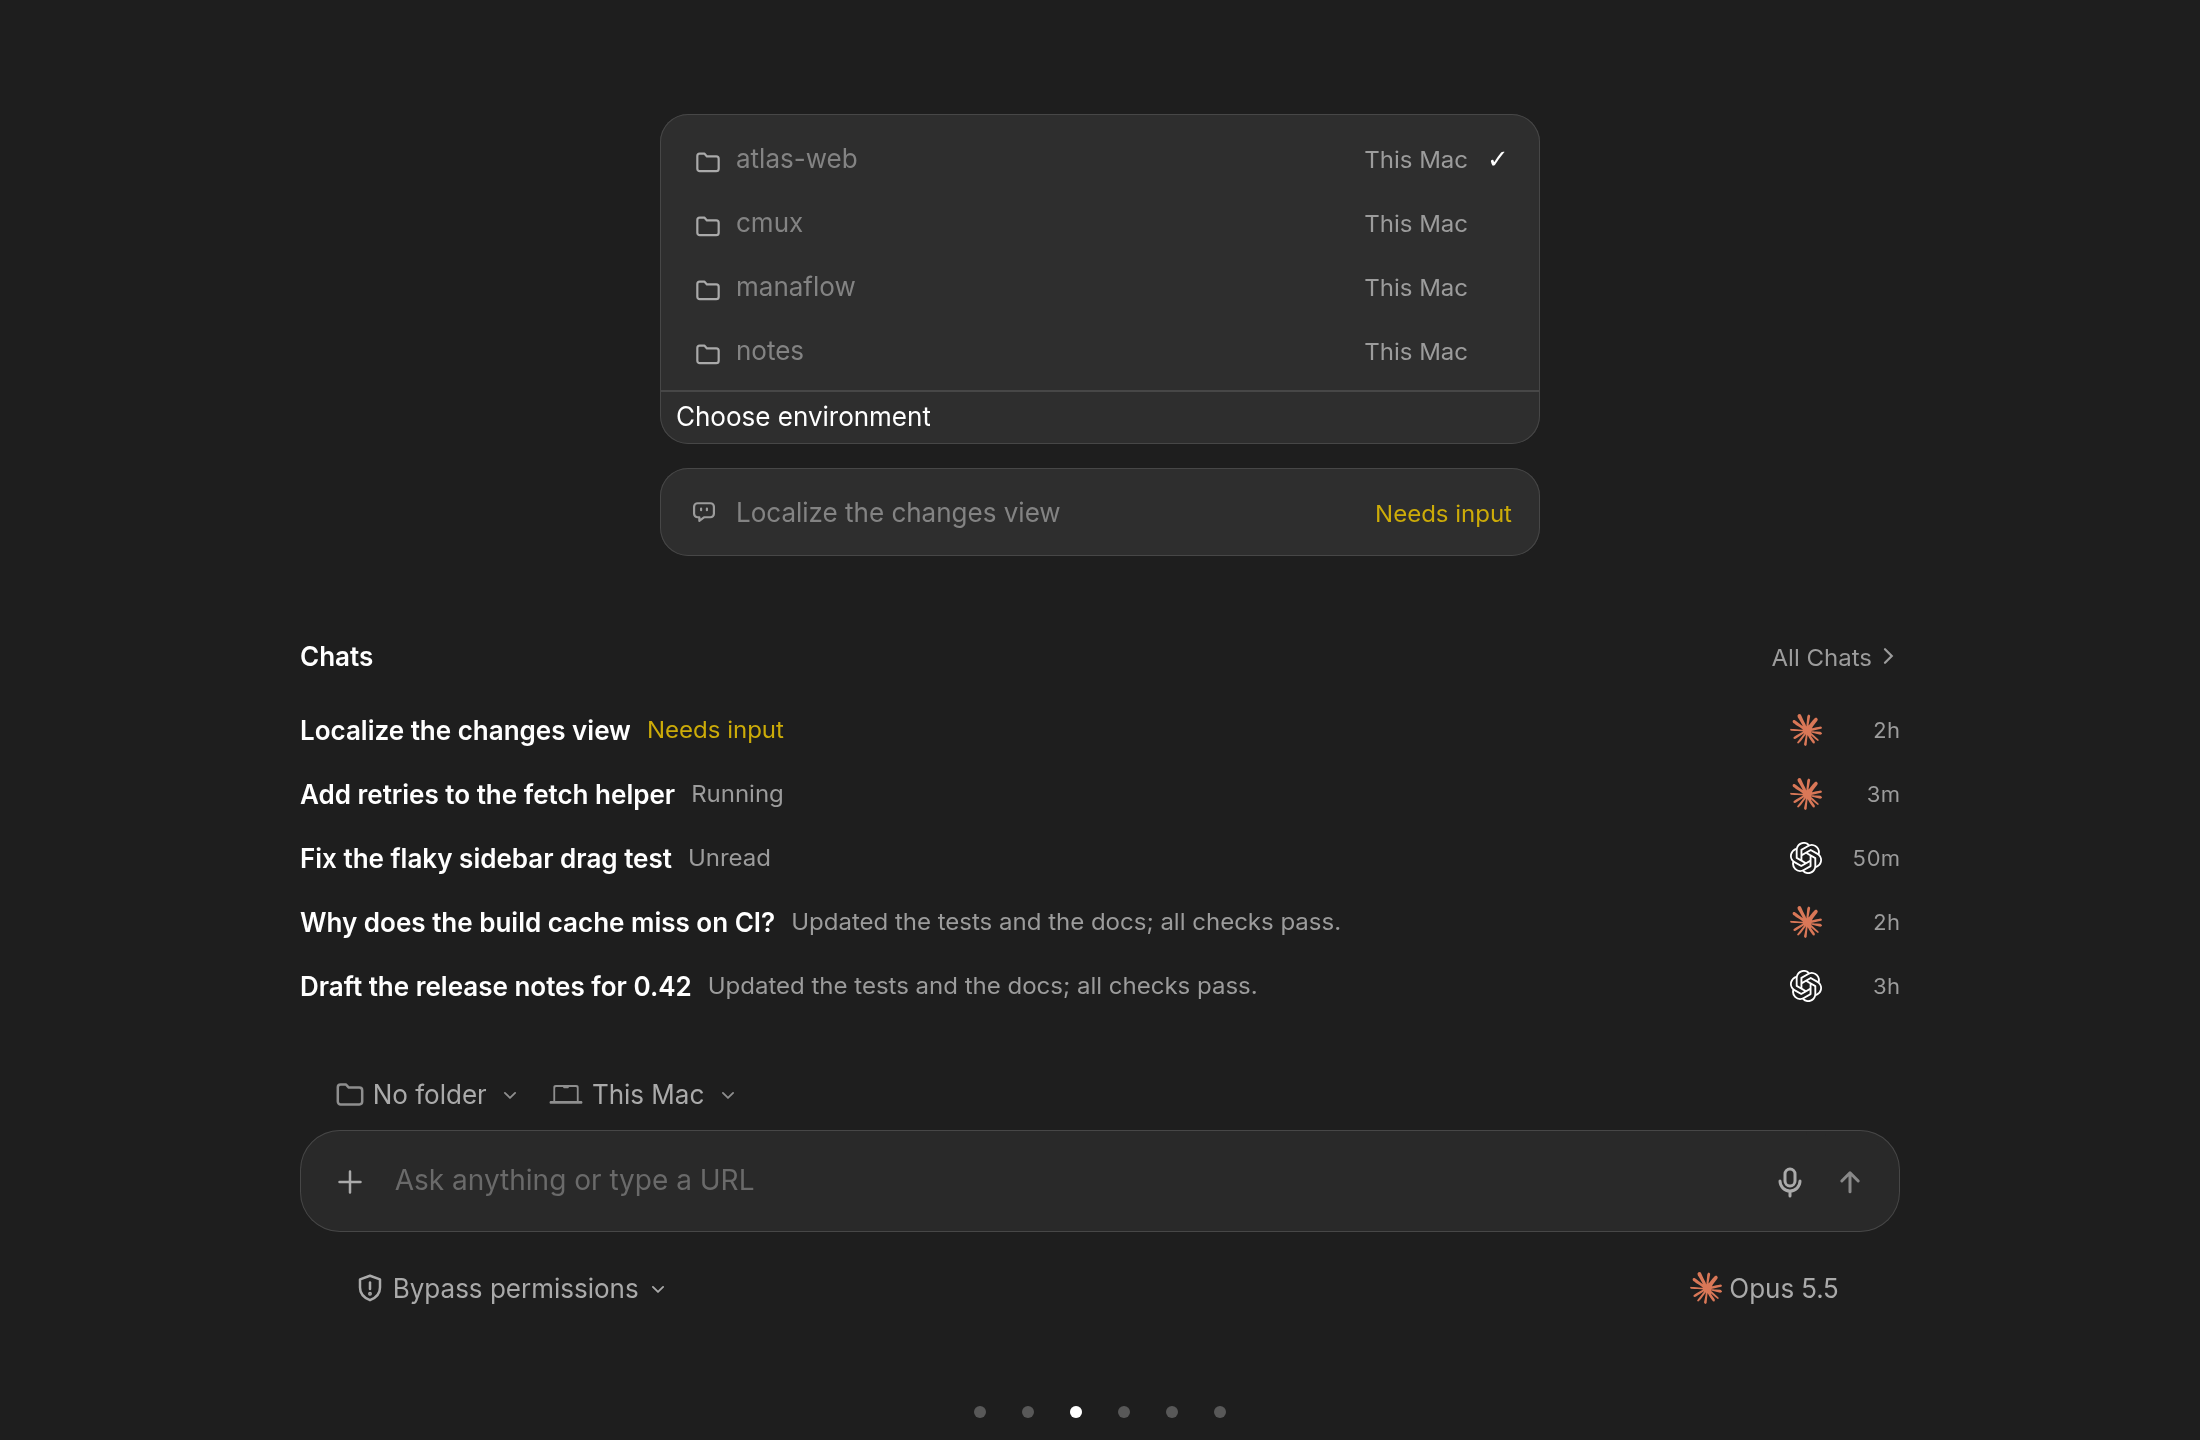 atlas-web This Mac ✓
cmux This Mac
manaflow This Mac
notes This Mac
Choose environment
Localize the changes view Needs input
Chats All Chats
Localize the changes view Needs input 2h
Add retries to the fetch helper Running 3m
Fix the flaky sidebar drag test Unread 50m
Why does the build cache miss on CI? Updated the tests and the docs; all checks pass. 2h
Draft the release notes for 0.42 Updated the tests and the docs; all checks pass. 3h
No folder This Mac
Ask anything or type a URL
Bypass permissions Opus 5.5